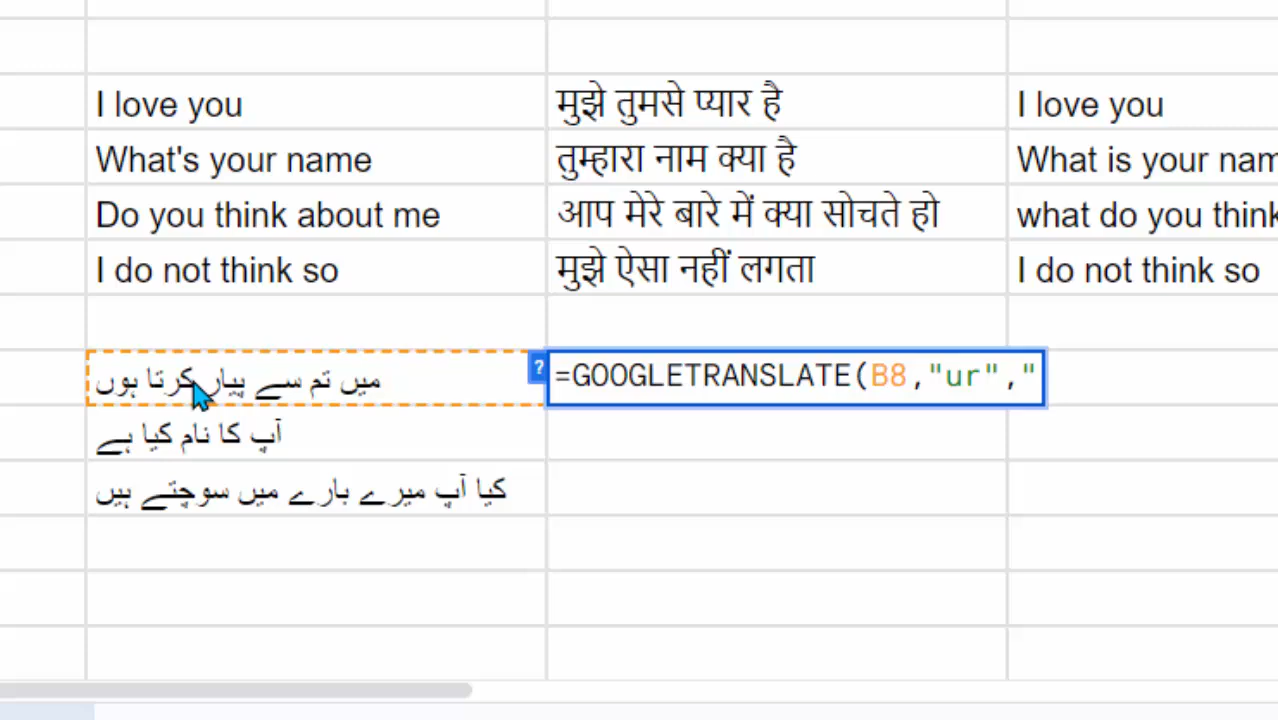 I love you मुझे तुमसे प्यार है I love you
What's your name तुम्हारा नाम क्या है What is your
Do you think about me आप मेरे बारे में क्या सोचते हो what do you think
I do not think so मुझे ऐसा नहीं लगता I do not think so
میں تم سے پیار کرتا ہوں ? =GOOGLETRANSLATE(B8,"ur","
آپ کا نام کیا ہے
کیا آپ میرے بارے میں سوچتے ہیں